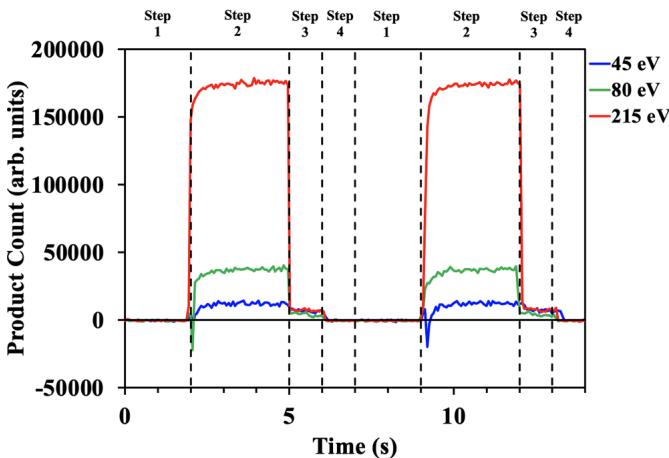 Step Step Step Step Step Step Step Step
1 2 3 4 1 2 3 4
200000
150000
100000
50000
0
-50000
0 5 10
Product Count (arb. units)
Time (s)
45 eV
80 eV
215 eV